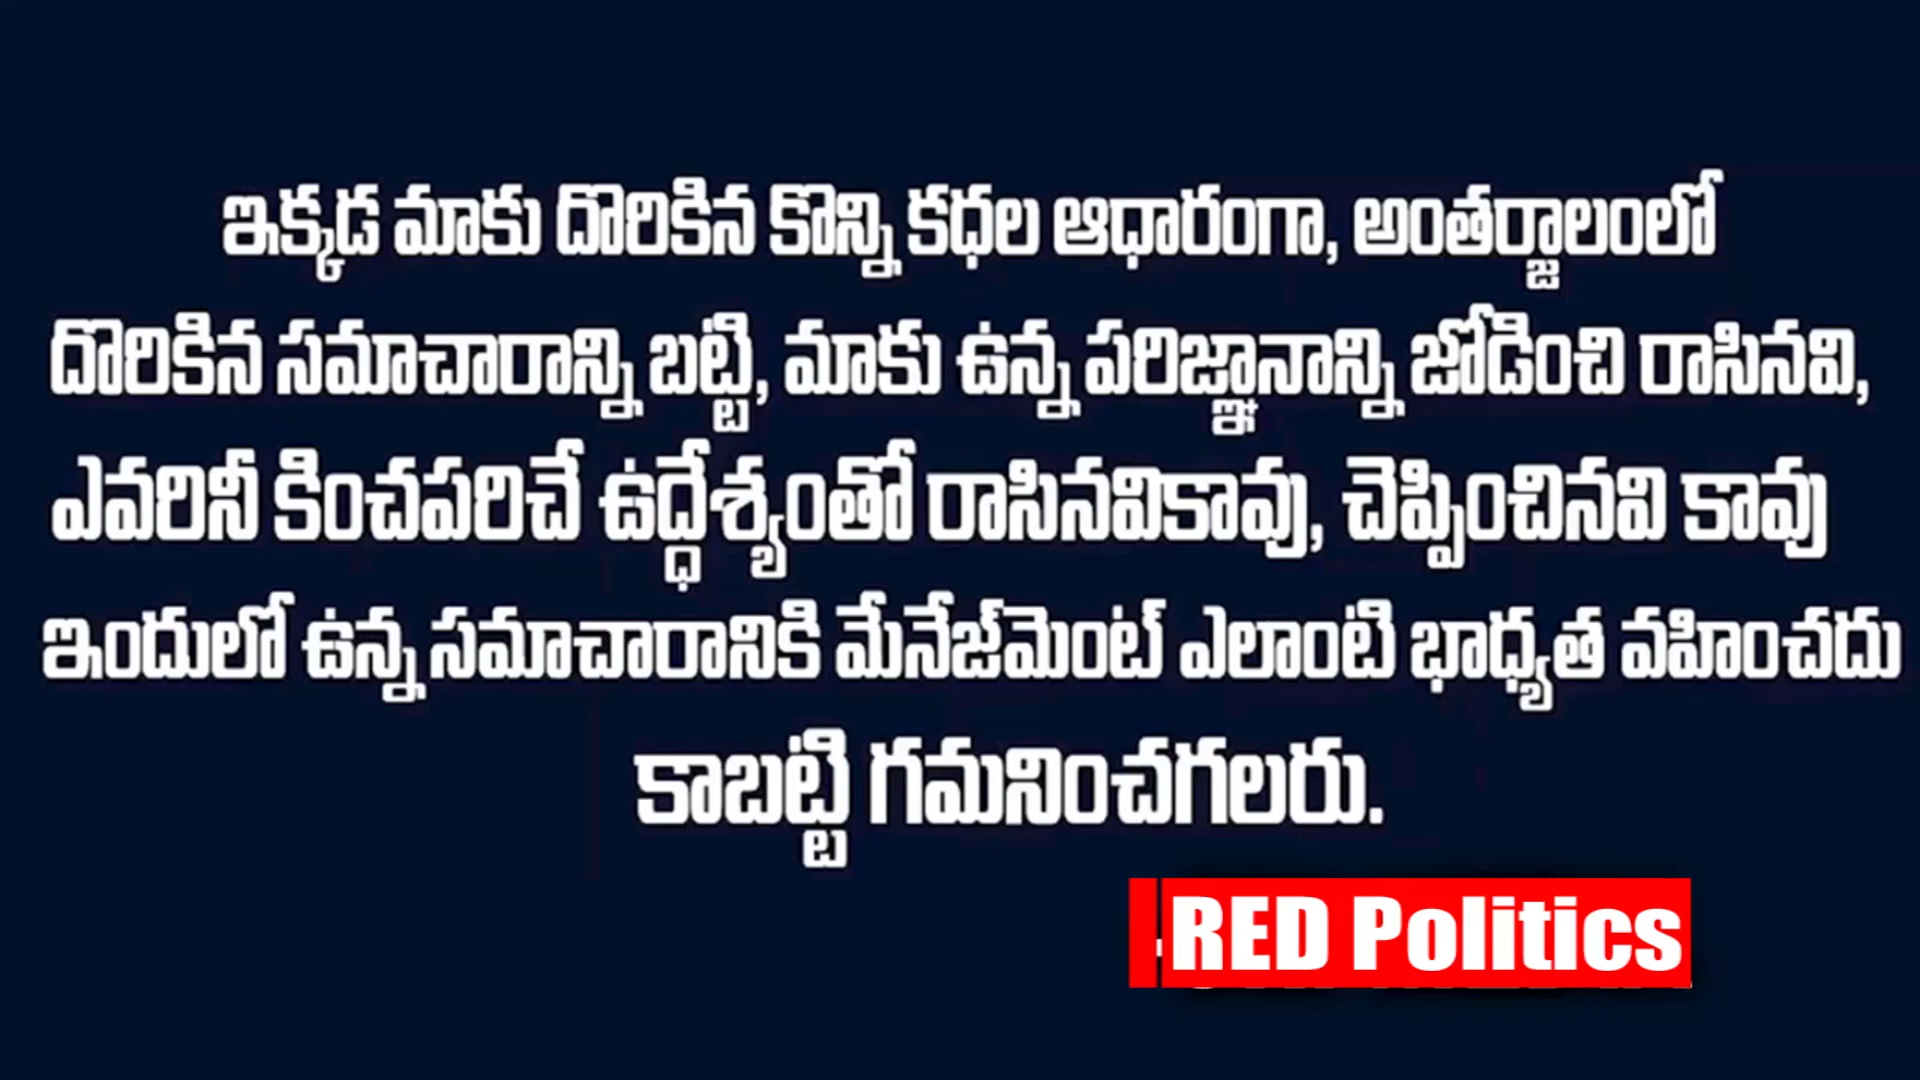 ఇక్కడ మాకు దొరికిన కొన్ని కధల ఆధారంగా, అంతర్జాలంలో
దొరికిన సమాచారాన్ని బట్టి, మాకు ఉన్న పరిజ్ఞానాన్ని జోడించి రాసినవి,
ఎవరినీ కించపరిచే ఉద్ధేశ్యంతో రాసినవికావు, చెప్పించినవి కావు
ఇందులో ఉన్న సమాచారానికి మేనేజ్‌మెంట్ ఎలాంటి భాధ్యత వహించదు
కాబట్టి గమనించగలరు.
RED Politics